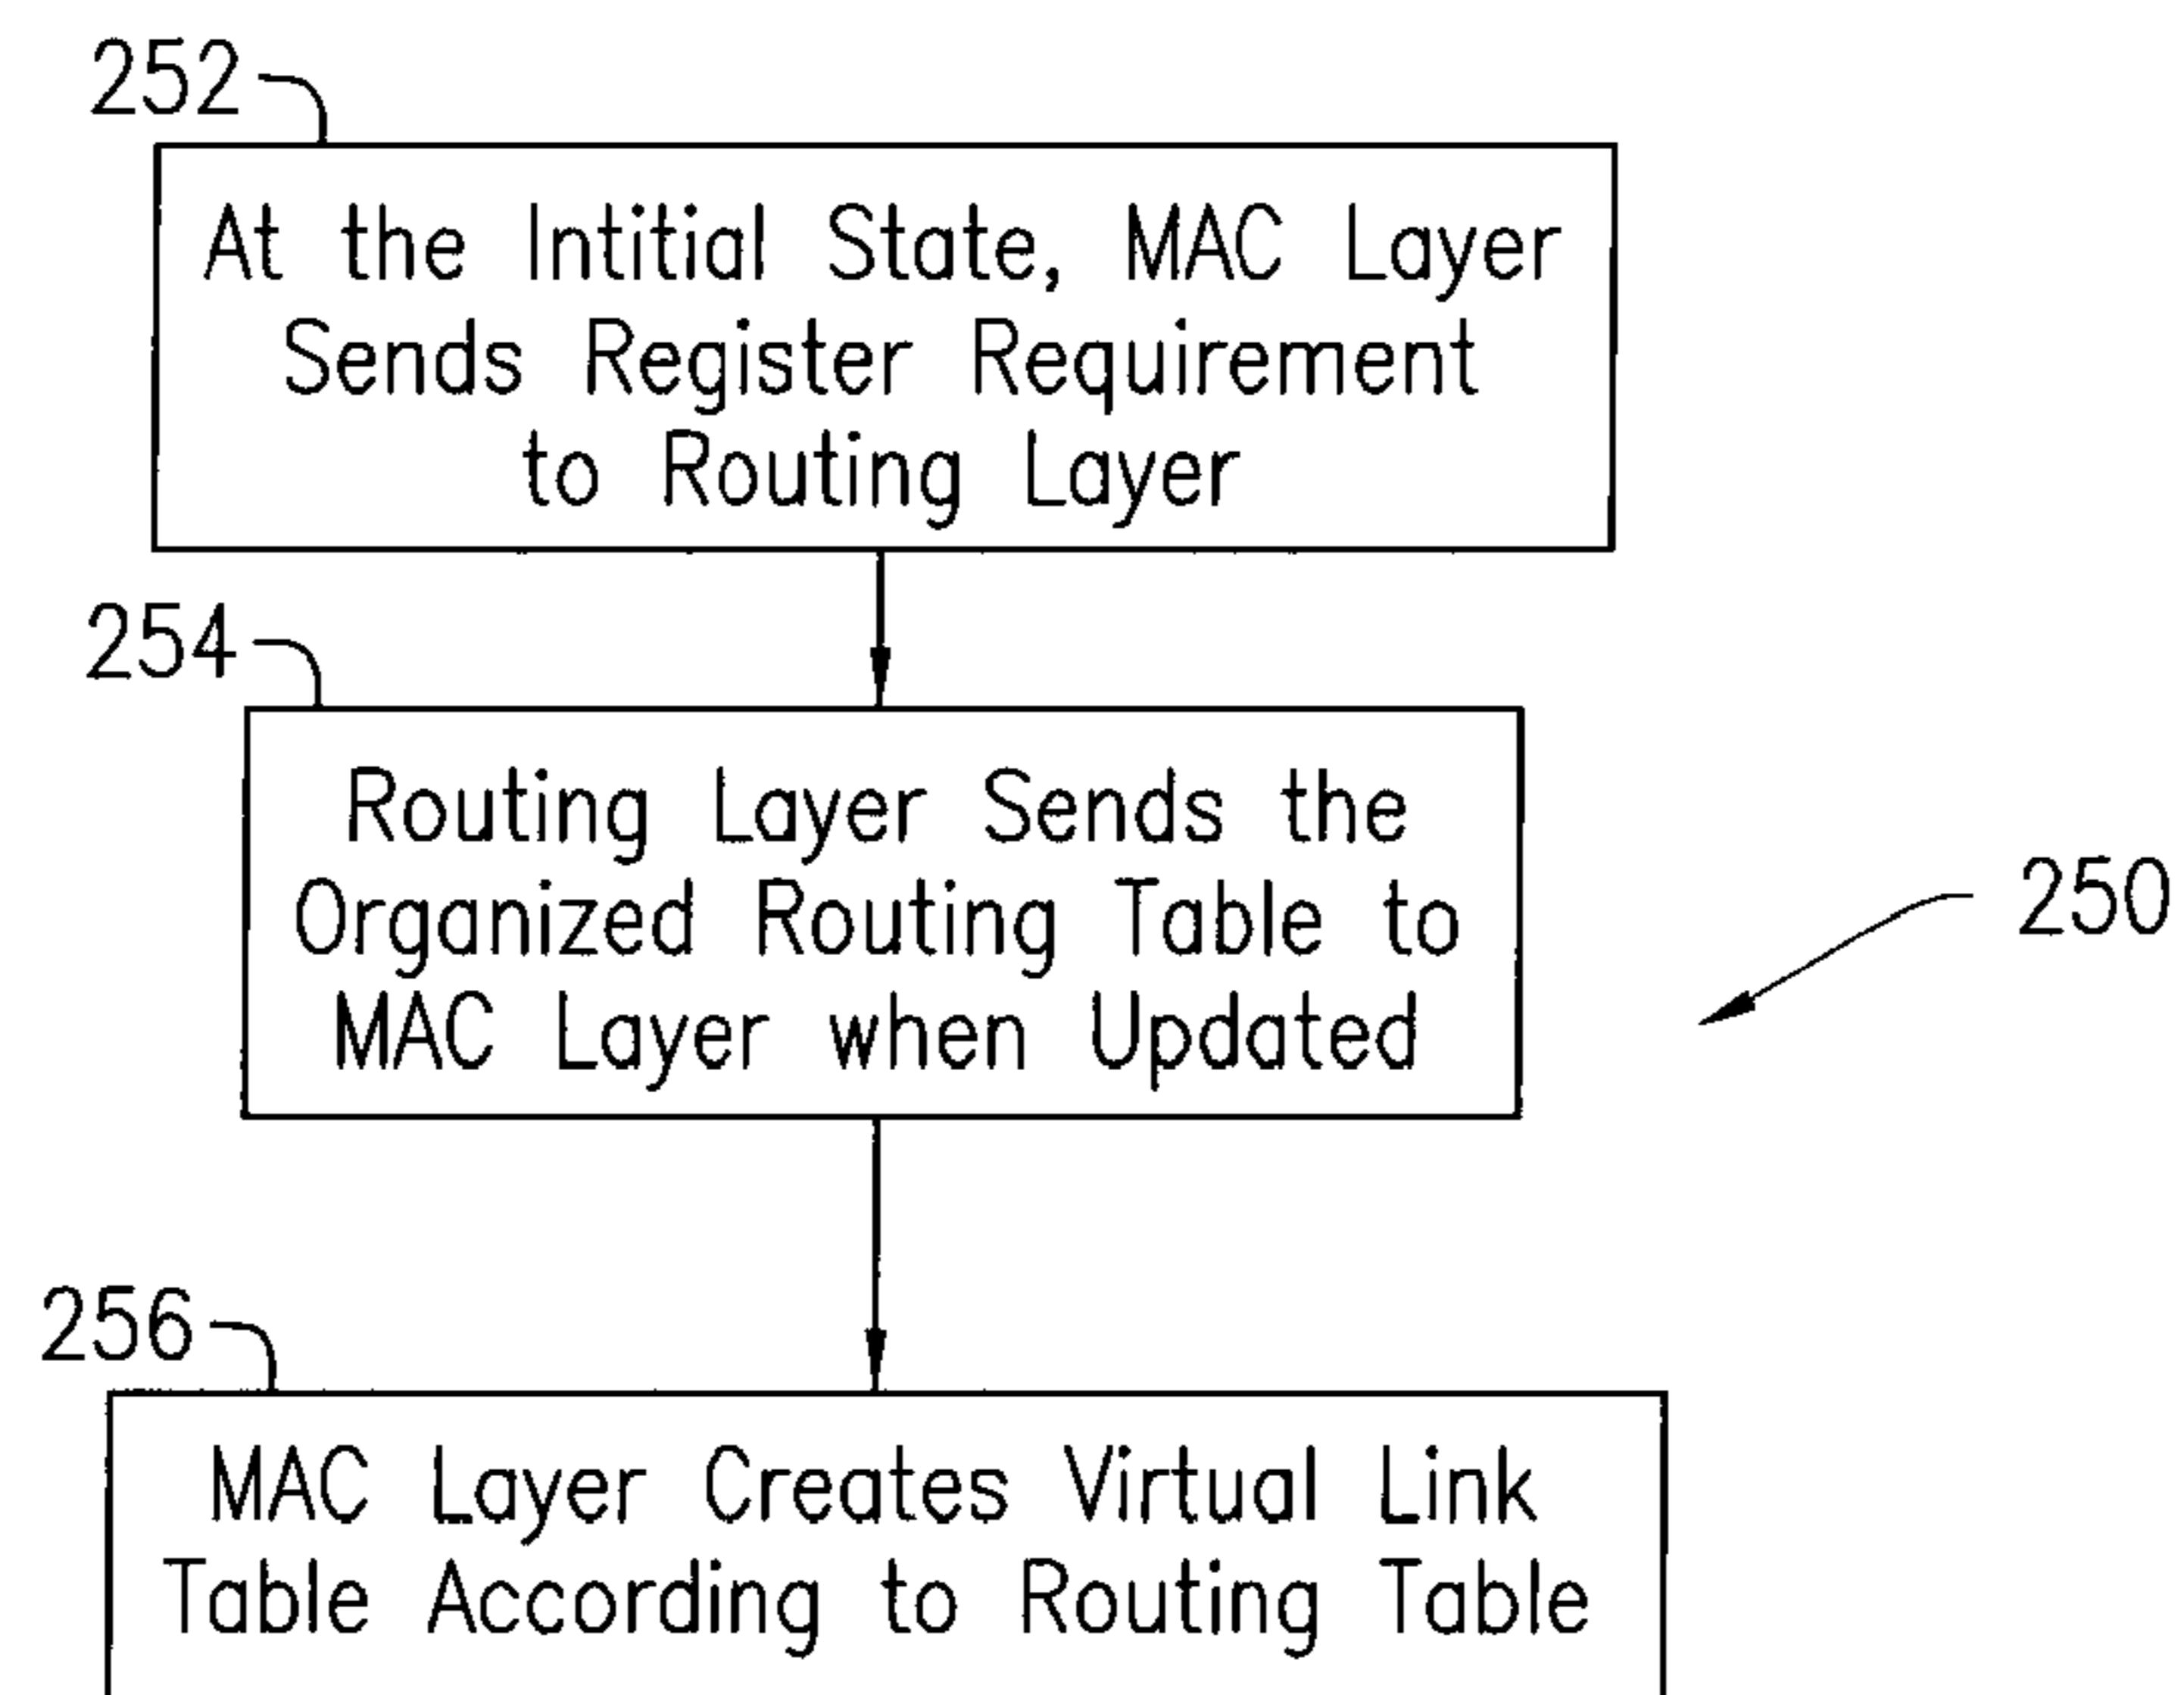 252
At the Intitial State, MAC Layer
Sends Register Requirement
to Routing Layer
254
Routing Layer Sends the
Organized Routing Table to
MAC Layer when Updated
250
256
MAC Layer Creates Virtual Link
Table According to Routing Table